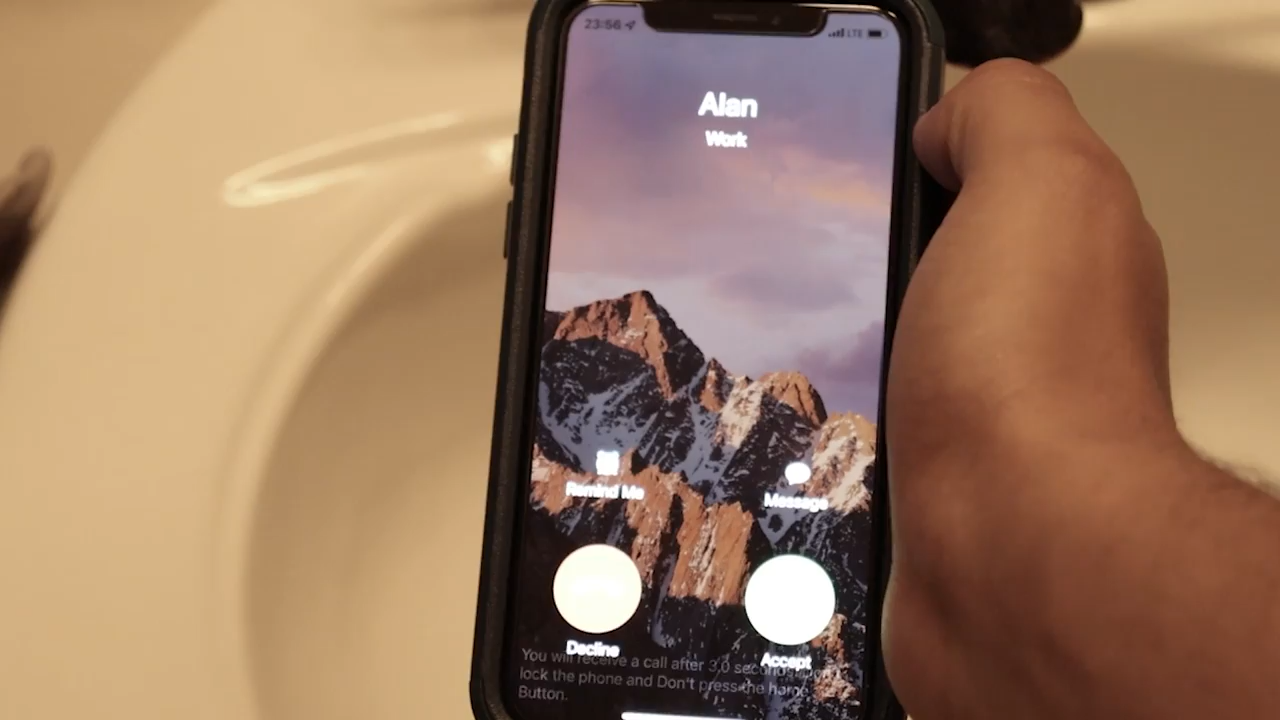 23:56
LTE
Alan
Work
Remind Me
Message
Decline
Accept
You will receive a call after 3,0 seconds
lock the phone and Don't press the home
Button.